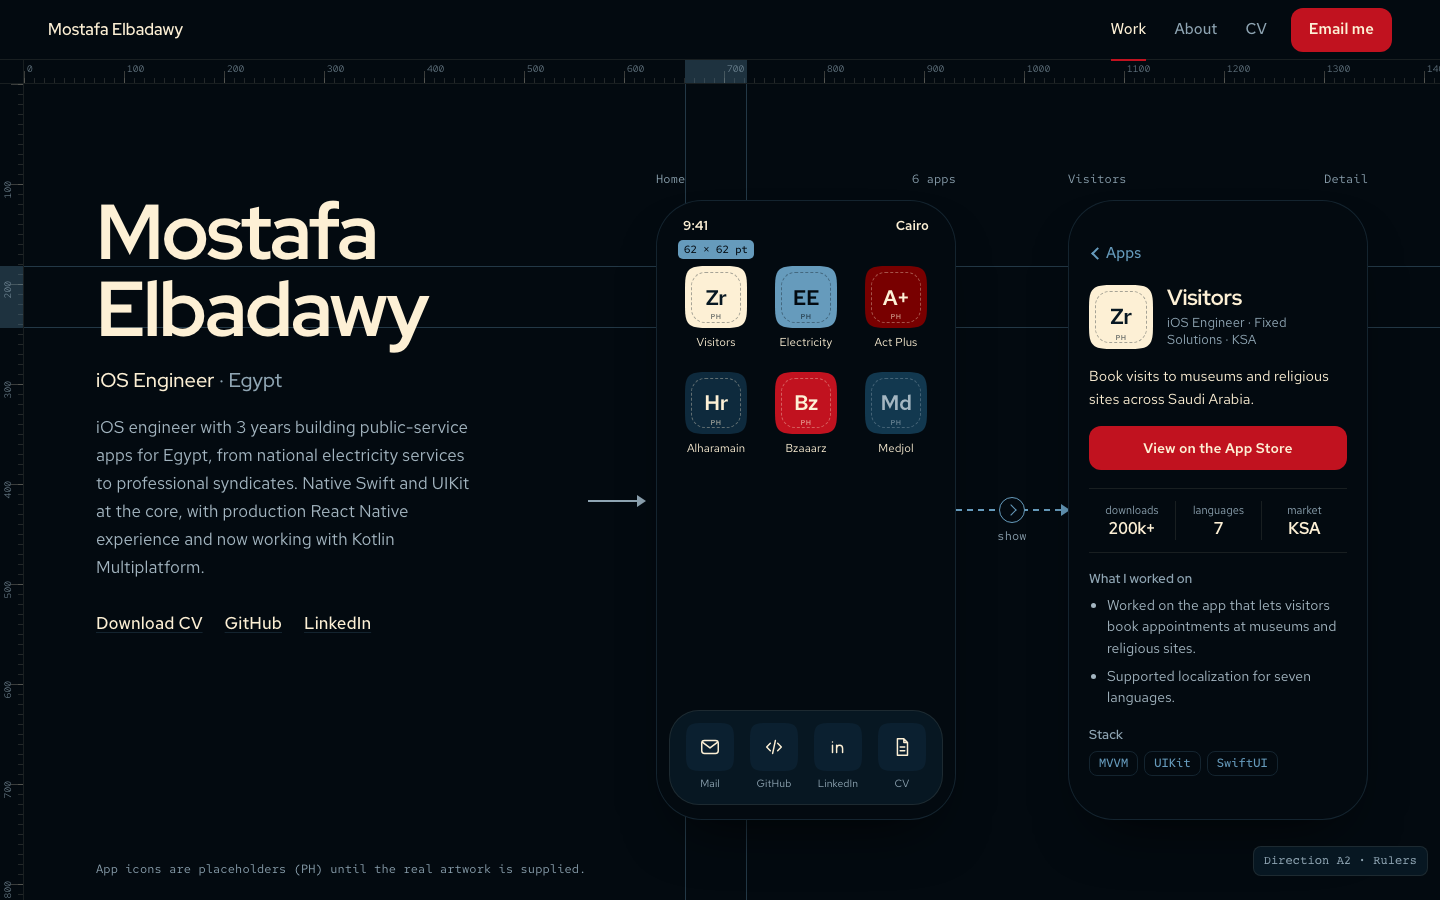 Mostafa Elbadawy
Work About CV Email me
0 100 200 300 400 500 600 700 800 900 1000 1100 1200 1300
100
200
300
400
500
600
700
800
Mostafa
Elbadawy
iOS Engineer · Egypt
iOS engineer with 3 years building public-service
apps for Egypt, from national electricity services
to professional syndicates. Native Swift and UIKit
at the core, with production React Native
experience and now working with Kotlin
Multiplatform.
Download CV GitHub LinkedIn
App icons are placeholders (PH) until the real artwork is supplied.
Home 6 apps
9:41 Cairo
62 × 62 pt
Zr PH EE PH A+ PH
Visitors Electricity Act Plus
Hr PH Bz PH Md PH
Alharamain Bzaaarz Medjol
in
Mail GitHub LinkedIn CV
show
Visitors Detail
Apps
Zr PH
Visitors
iOS Engineer · Fixed
Solutions · KSA
Book visits to museums and religious
sites across Saudi Arabia.
View on the App Store
downloads languages market
200k+ 7 KSA
What I worked on
• Worked on the app that lets visitors
book appointments at museums and
religious sites.
• Supported localization for seven
languages.
Stack
MVVM UIKit SwiftUI
Direction A2 · Rulers